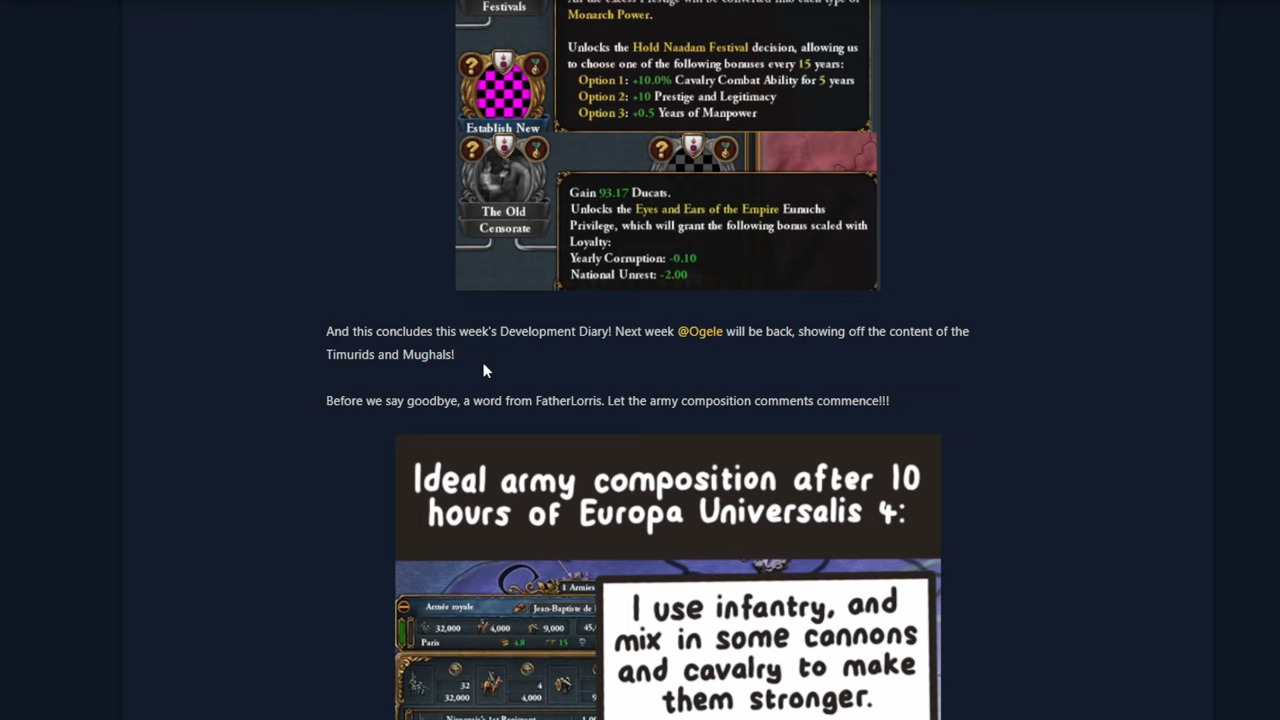 Festivals
Monarch Power.
Unlocks the Hold Naadam Festival decision, allowing us
to choose one of the following bonuses every 15 years:
Option 1: +10.0% Cavalry Combat Ability for 5 years
Option 2: +10 Prestige and Legitimacy
Option 3: +0.5 Years of Manpower
Establish New
Gain 93.17 Ducats.
Unlocks the Eyes and Ears of the Empire Eunuchs
Privilege, which will grant the following bonus scaled with
Loyalty:
Yearly Corruption: -0.10
National Unrest: -2.00
The Old
Censorate
And this concludes this week's Development Diary! Next week @Ogele will be back, showing off the content of the
Timurids and Mughals!
Before we say goodbye, a word from FatherLorris. Let the army composition comments commence!!!
Ideal army composition after 10
hours of Europa Universalis 4:
1 Armies
Armée royale
Jean-Baptiste de
32,000 4,000 9,000 45,
Paris 4.8 15
32 4 9
32,000 4,000
I use infantry, and
mix in some cannons
and cavalry to make
them stronger.